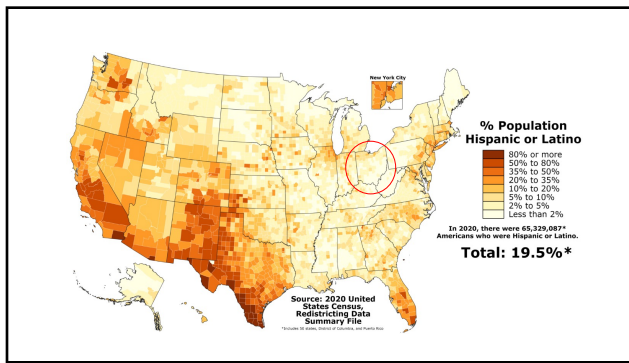 New York City
% Population
Hispanic or Latino
80% or more
50% to 80%
35% to 50%
20% to 35%
10% to 20%
5% to 10%
2% to 5%
Less than 2%
In 2020, there were 65,329,087*
Americans who were Hispanic or Latino.
Total: 19.5%*
Source: 2020 United
States Census,
Redistricting Data
Summary File
*Includes 50 states, District of Columbia, and Puerto Rico